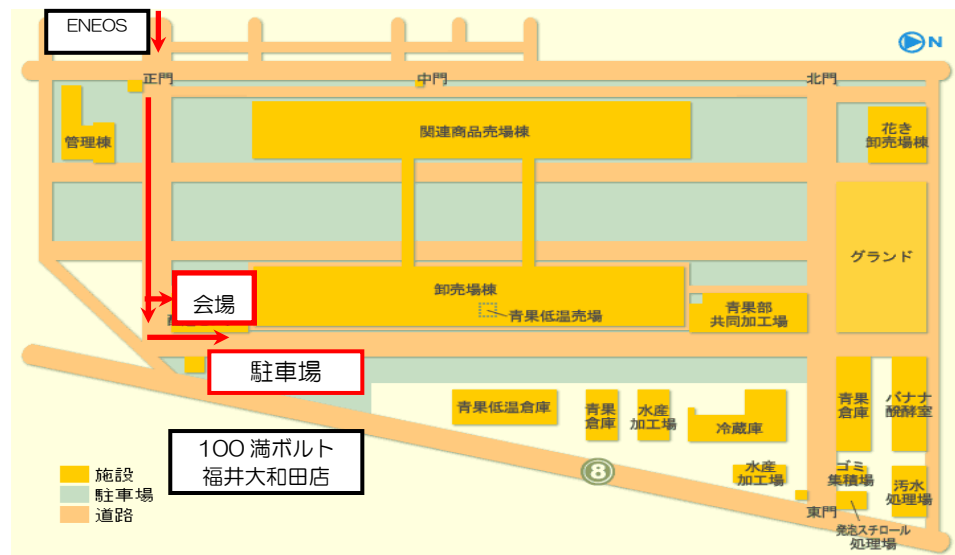 ENEOS
N
正門
中門
北門
管理棟
関連商品売場棟
花き
卸売場棟
グランド
卸売場棟
会場
青果低温売場
青果部
共同加工場
駐車場
青果低温倉庫
青果
倉庫
水産
加工場
冷蔵庫
青果
倉庫
バナナ
醗酵室
100満ボルト
福井大和田店
8
水産
加工場
ゴミ
集積場
汚水
処理場
東門
発泡スチロール
処理場
施設
駐車場
道路